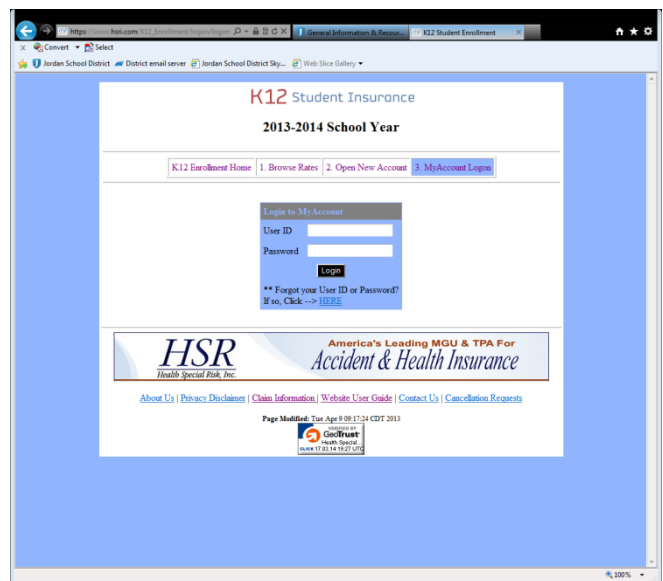 https://www.hsri.com/K12_Enrollment/logon/logon
General Information & Resour...
K12 Student Enrollment
x Convert Select
Jordan School District District email server Jordan School District Sky... Web Slice Gallery
K12 Student Insurance
2013-2014 School Year
K12 Enrollment Home 1. Browse Rates 2. Open New Account 3. MyAccount Logon
Login to MyAccount
User ID
Password
Login
** Forgot your User ID or Password?
If so, Click --> HERE
HSR
Health Special Risk, Inc.
America's Leading MGU & TPA For
Accident & Health Insurance
About Us | Privacy Disclaimer | Claim Information | Website User Guide | Contact Us | Cancellation Requests
Page Modified: Tue Apr 9 09:17:24 CDT 2013
VERIFIED BY
GeoTrust
Health Special...
CLICK 17.03.14 19:27 UTC
100%